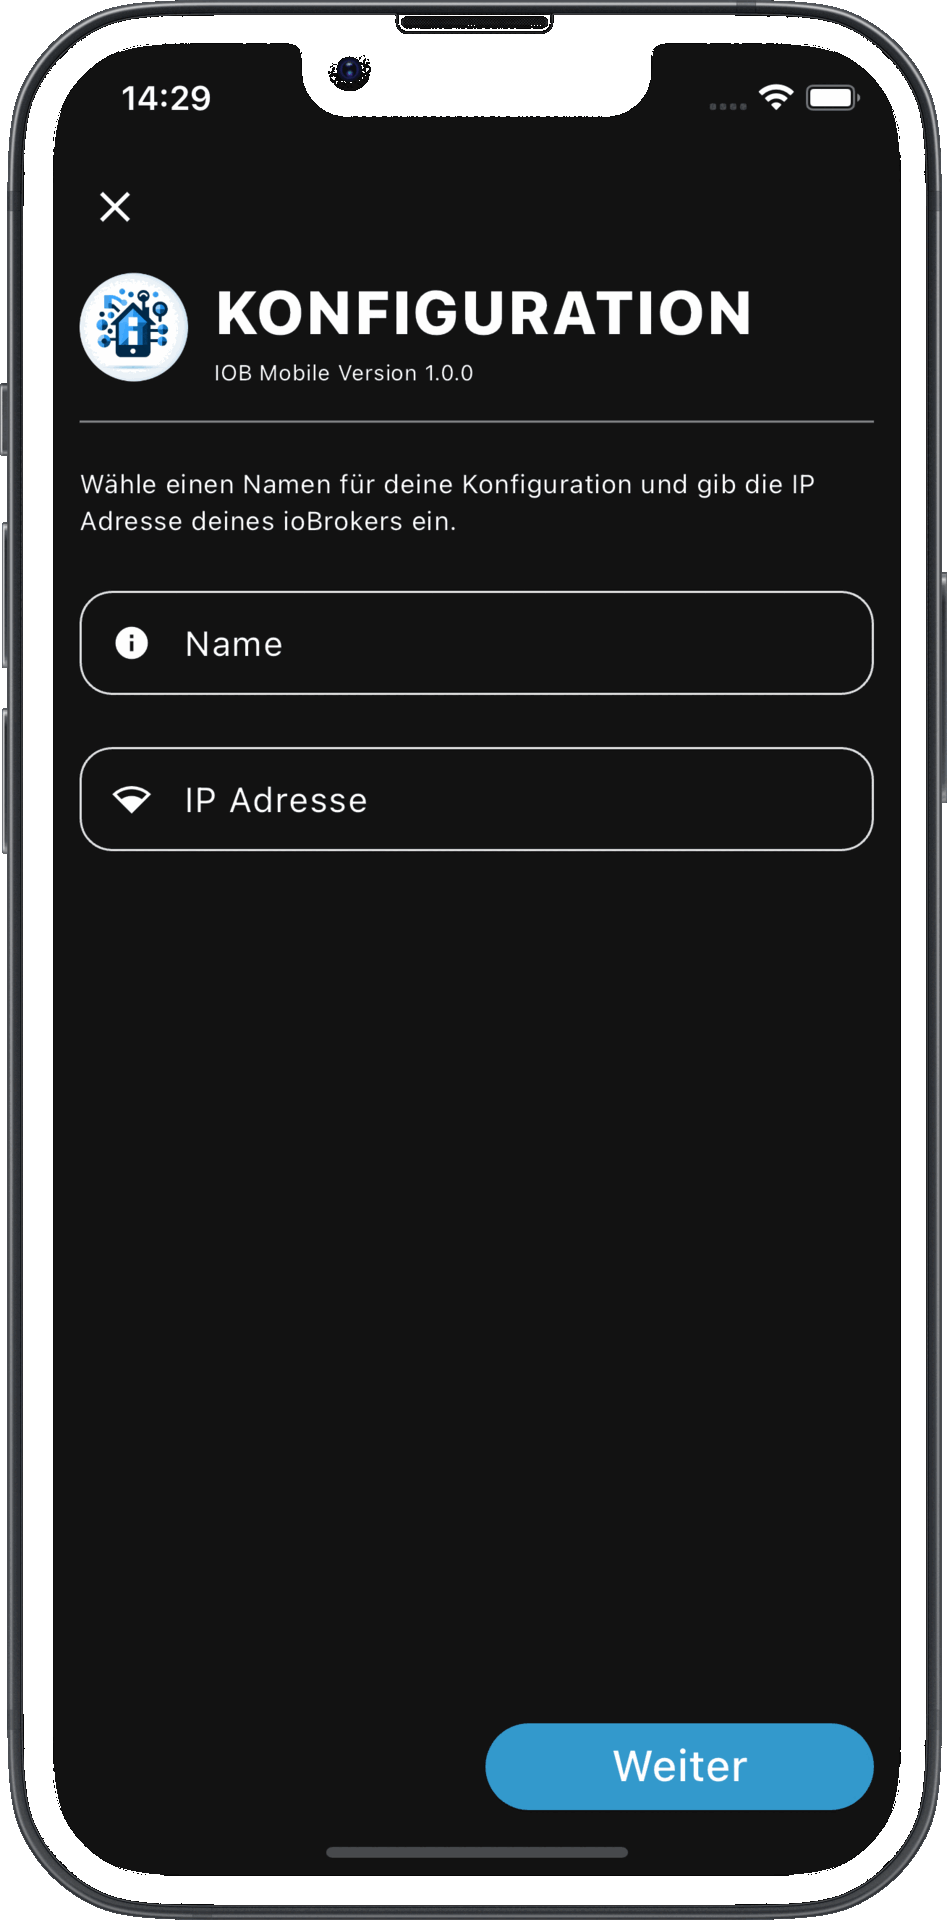 14:29
KONFIGURATION
IOB Mobile Version 1.0.0
Wähle einen Namen für deine Konfiguration und gib die IP
Adresse deines ioBrokers ein.
Name
IP Adresse
Weiter